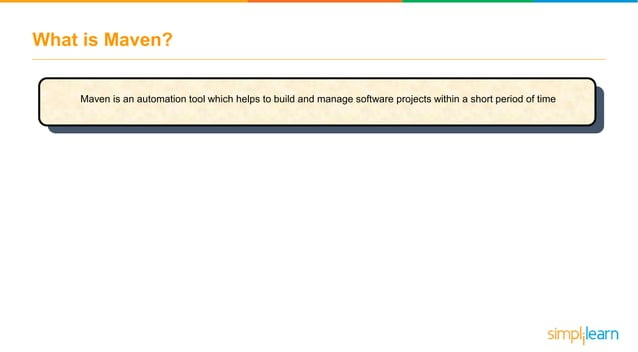 What is Maven?
Maven is an automation tool which helps to build and manage software projects within a short period of time
simplilearn